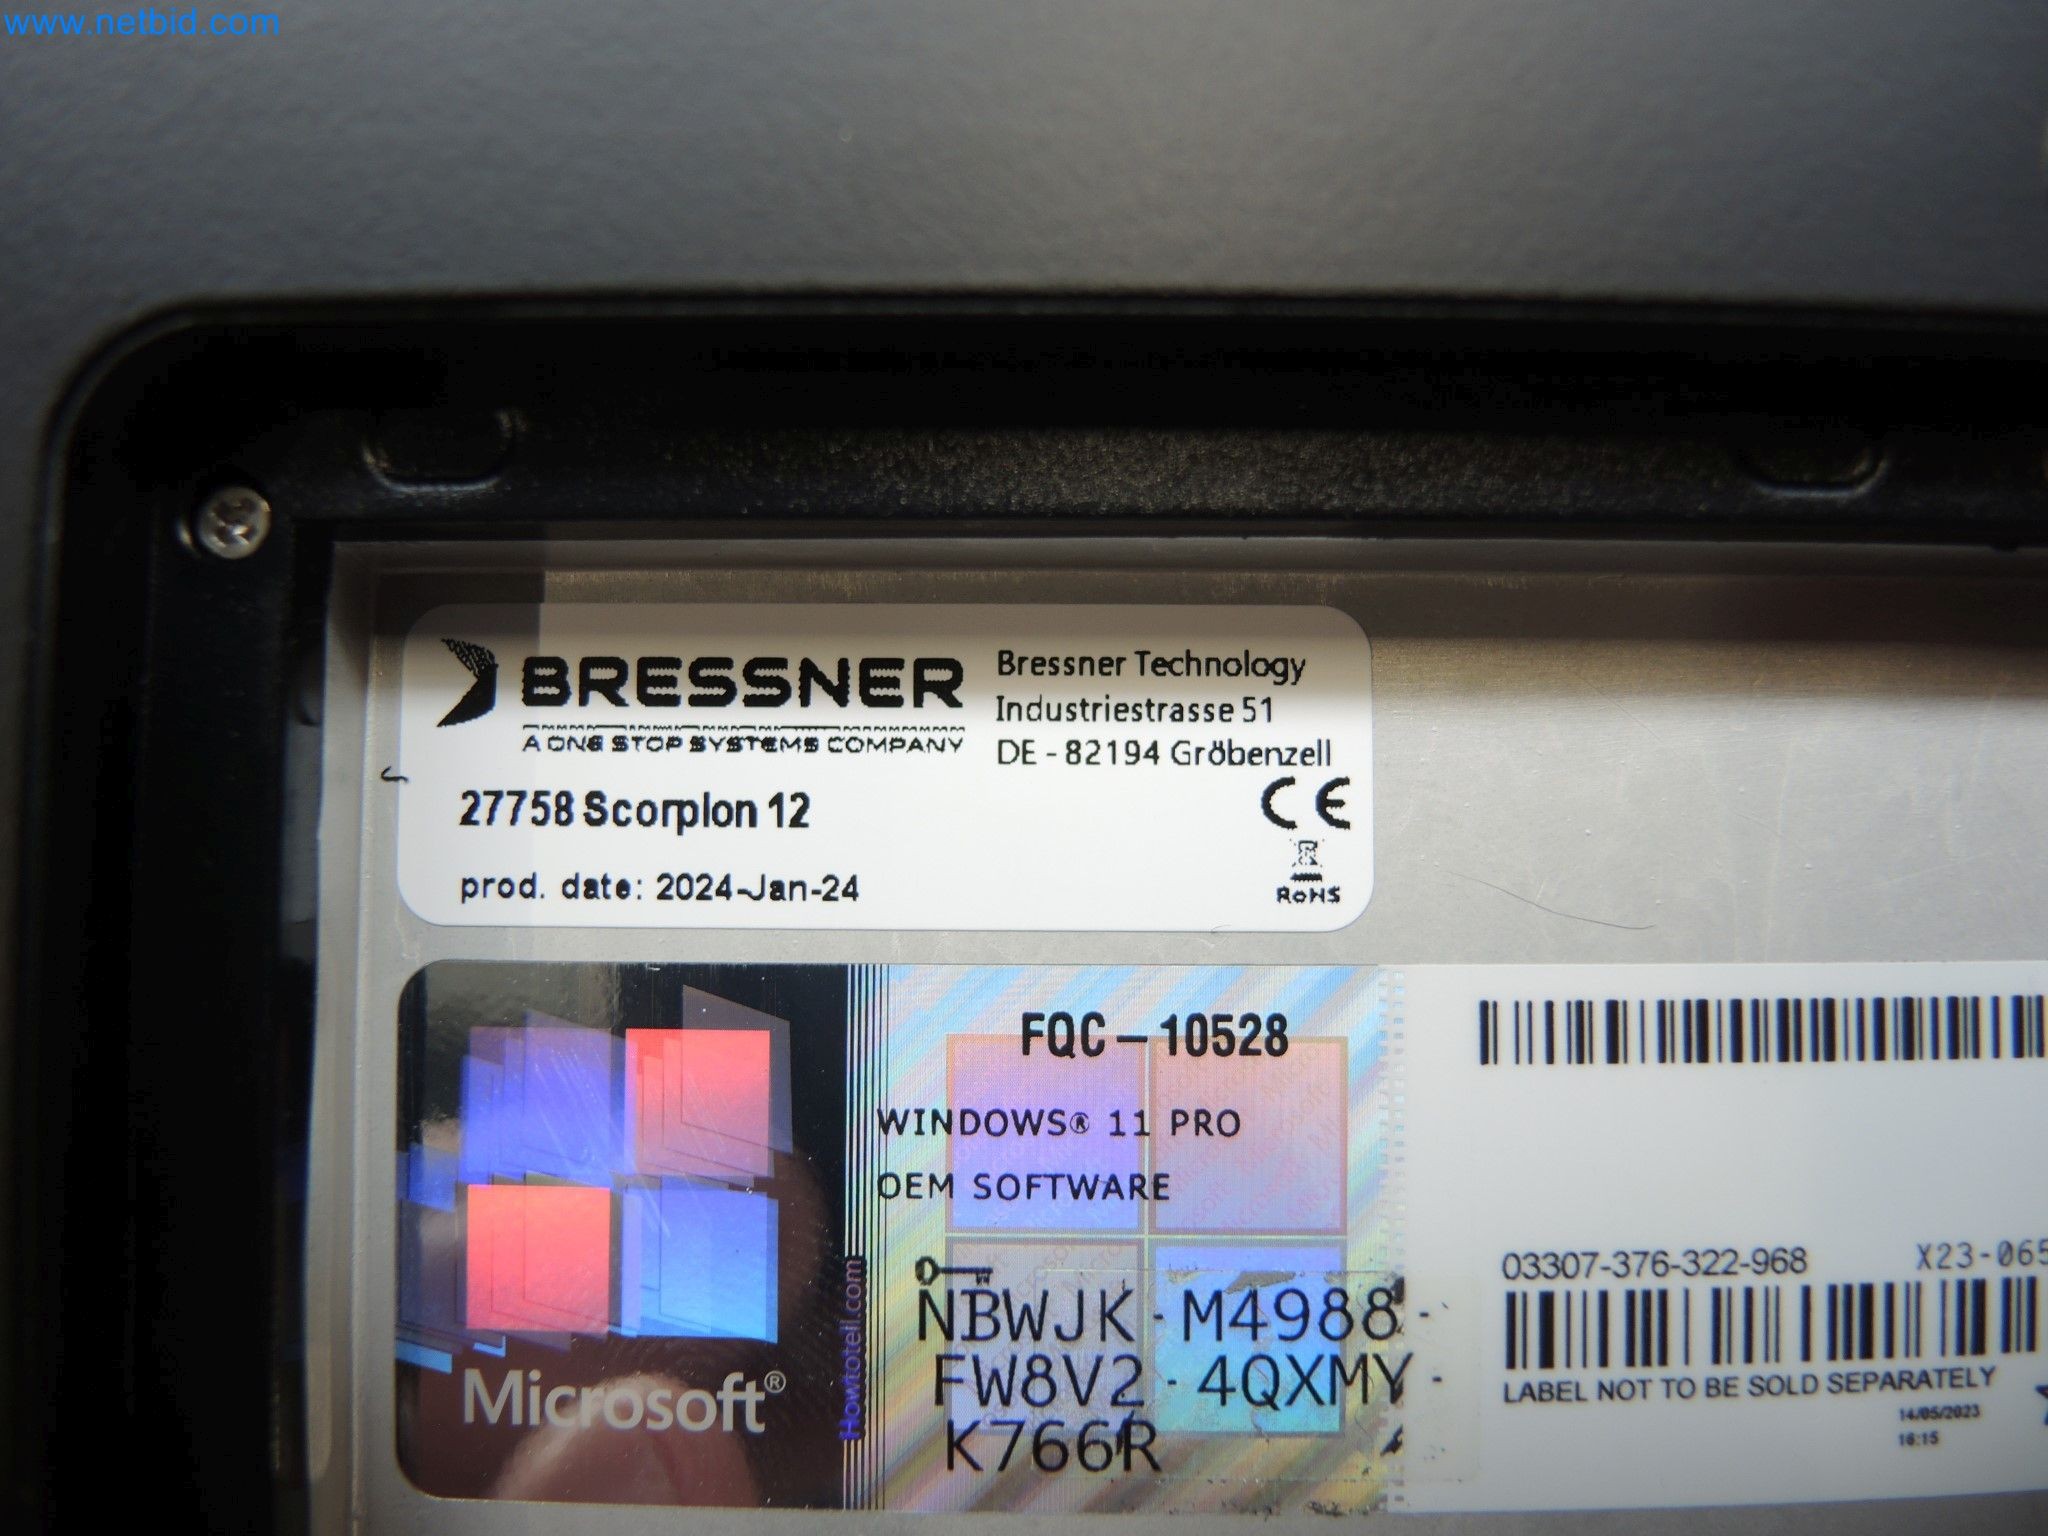 www.netbid.com
BRESSNER
A ONE STOP SYSTEMS COMPANY
Bressner Technology
Industriestrasse 51
DE - 82194 Gröbenzell
27758 Scorpion 12
CE
prod. date: 2024-Jan-24
RoHS
FQC - 10528
WINDOWS® 11 PRO
OEM SOFTWARE
NBWJK - M4988 -
FW8V2 - 4QXMY -
K766R
Microsoft®
Howtotell.com
03307-376-322-968
X23-065
LABEL NOT TO BE SOLD SEPARATELY
14/05/2023
16:15